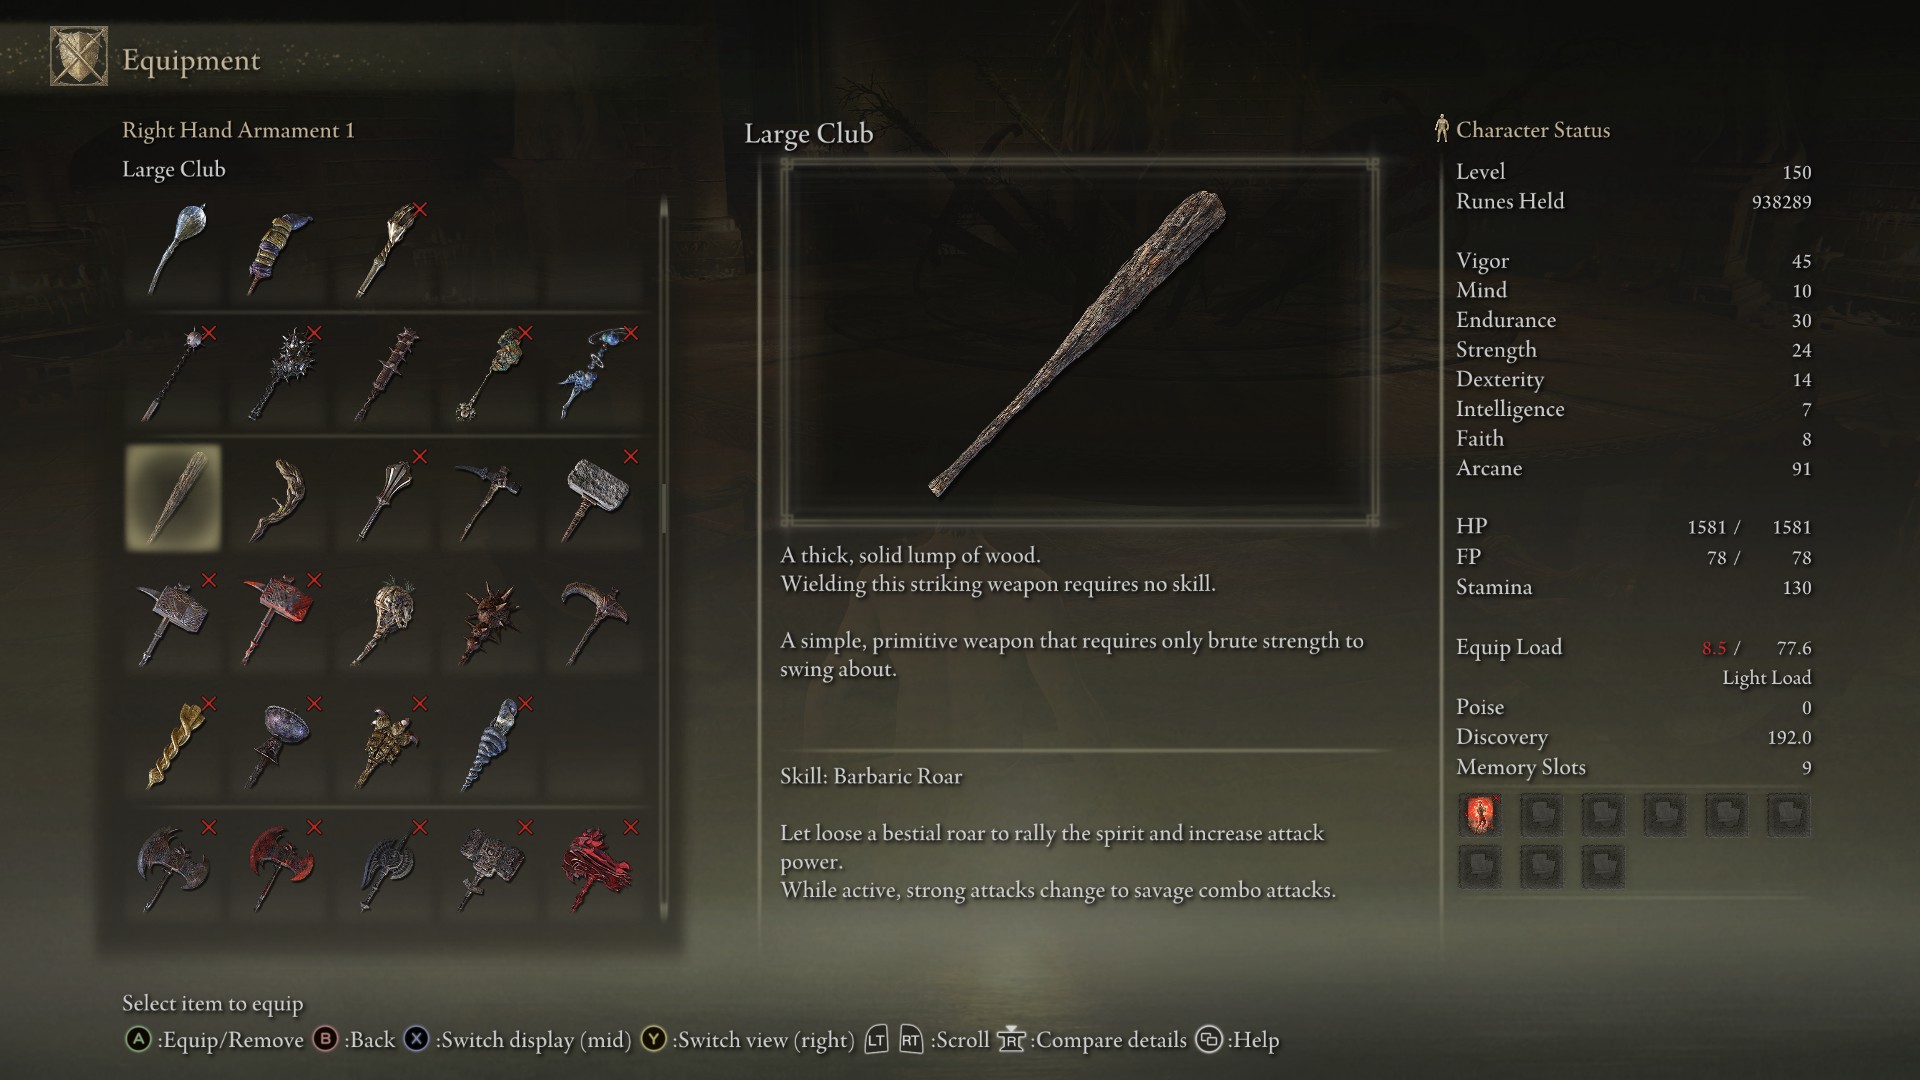 Equipment
Right Hand Armament 1
Large Club
Large Club
A thick, solid lump of wood.
Wielding this striking weapon requires no skill.
A simple, primitive weapon that requires only brute strength to
swing about.
Skill: Barbaric Roar
Let loose a bestial roar to rally the spirit and increase attack
power.
While active, strong attacks change to savage combo attacks.
Character Status
Level 150
Runes Held 938289
Vigor 45
Mind 10
Endurance 30
Strength 24
Dexterity 14
Intelligence 7
Faith 8
Arcane 91
HP 1581 / 1581
FP 78 / 78
Stamina 130
Equip Load 8.5 / 77.6
Light Load
Poise 0
Discovery 192.0
Memory Slots 9
Select item to equip
A :Equip/Remove B :Back X :Switch display (mid) Y :Switch view (right) LT RT :Scroll R :Compare details :Help